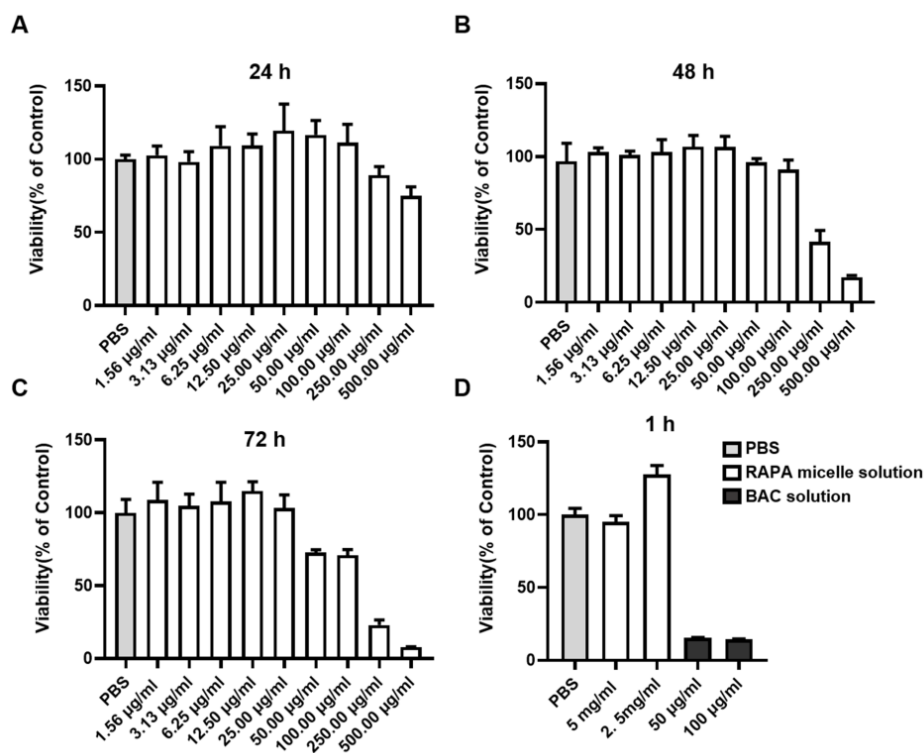 A
24 h
Viability(% of Control)
150
100
50
0
PBS
1.56 µg/ml
3.13 µg/ml
6.25 µg/ml
12.50 µg/ml
25.00 µg/ml
50.00 µg/ml
100.00 µg/ml
250.00 µg/ml
500.00 µg/ml
B
48 h
Viability(% of Control)
150
100
50
0
PBS
1.56 µg/ml
3.13 µg/ml
6.25 µg/ml
12.50 µg/ml
25.00 µg/ml
50.00 µg/ml
100.00 µg/ml
250.00 µg/ml
500.00 µg/ml
C
72 h
Viability(% of Control)
150
100
50
0
PBS
1.56 µg/ml
3.13 µg/ml
6.25 µg/ml
12.50 µg/ml
25.00 µg/ml
50.00 µg/ml
100.00 µg/ml
250.00 µg/ml
500.00 µg/ml
D
1 h
Viability(% of Control)
150
100
50
0
PBS
5 mg/ml
2. 5mg/ml
50 µg/ml
100 µg/ml
PBS
RAPA micelle solution
BAC solution